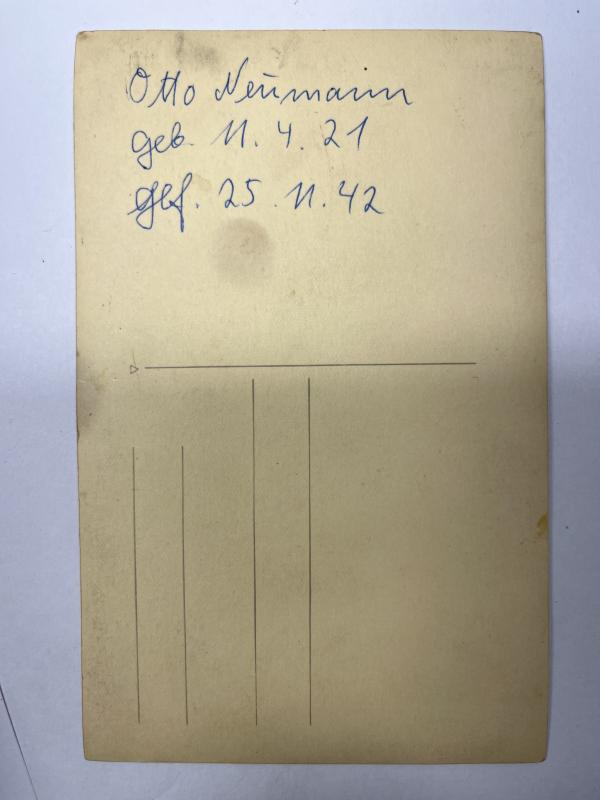 Otto Neumann
geb. 11. 4. 21
gef. 25. 11. 42